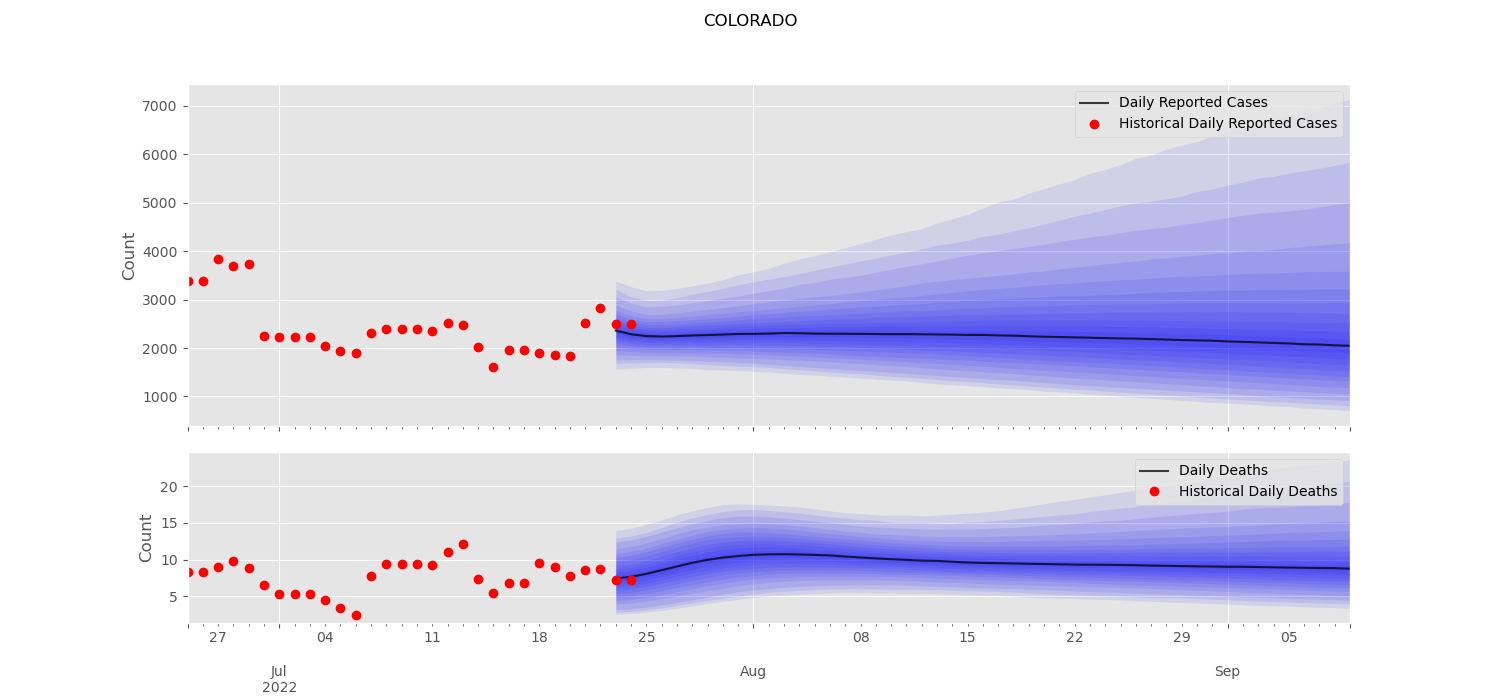 COLORADO
Daily Reported Cases
Historical Daily Reported Cases
7000
6000
5000
4000
3000
2000
1000
Count
Daily Deaths
Historical Daily Deaths
20
15
10
5
Count
27 04 11 18 25 08 15 22 29 05
Jul Aug Sep
2022